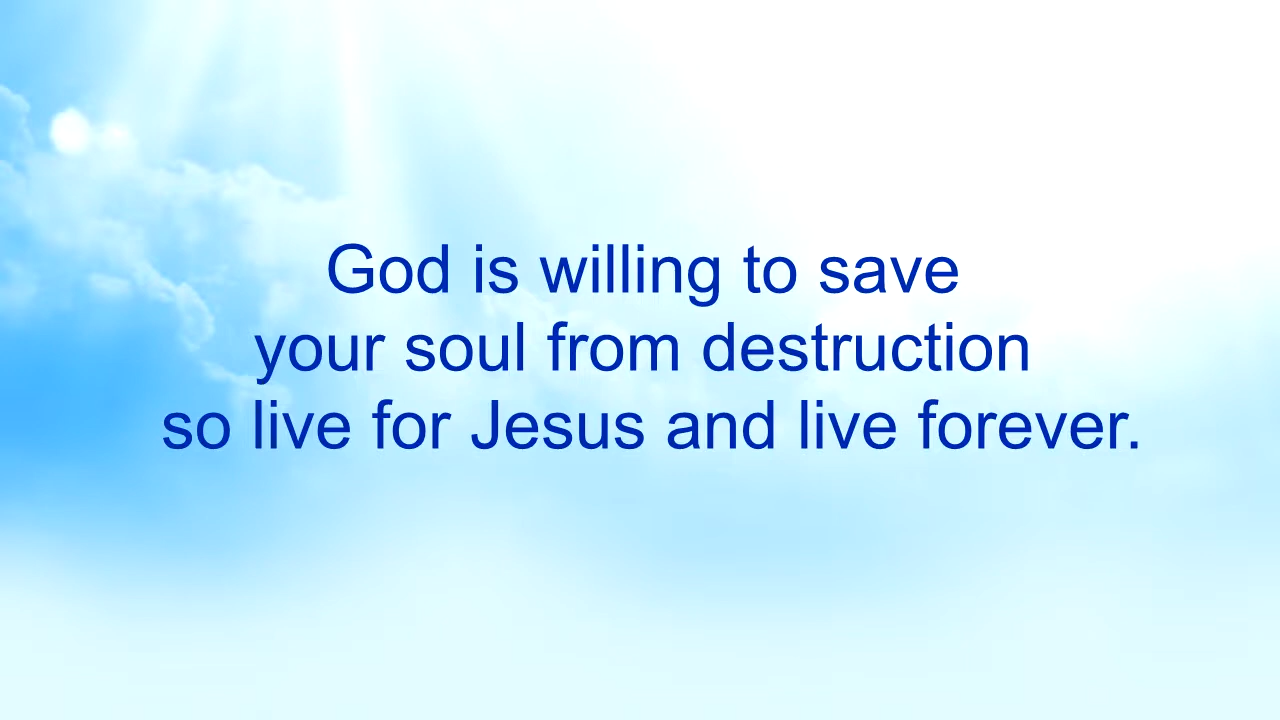 God is willing to save
your soul from destruction
so live for Jesus and live forever.